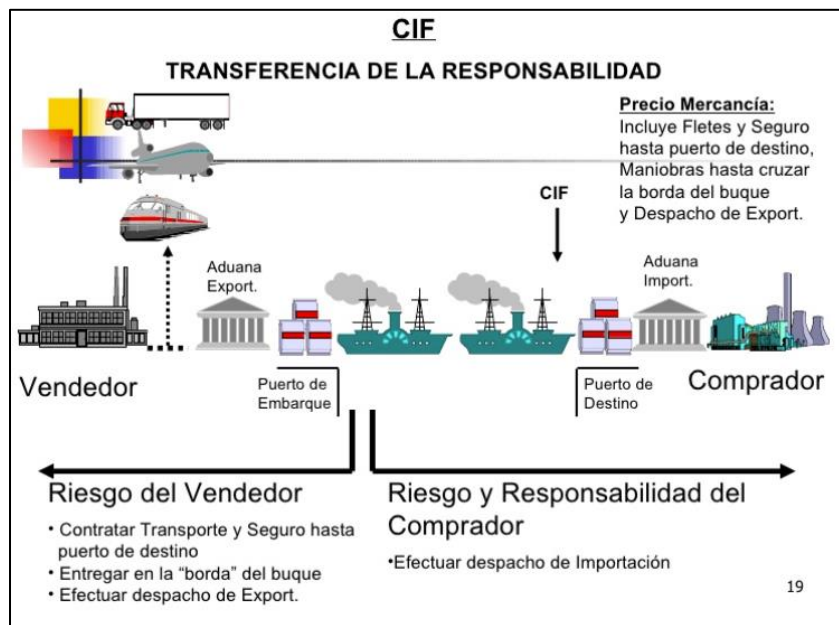 CIF
TRANSFERENCIA DE LA RESPONSABILIDAD
Precio Mercancía:
Incluye Fletes y Seguro
hasta puerto de destino,
Maniobras hasta cruzar
la borda del buque
y Despacho de Export.
CIF
Aduana
Export.
Aduana
Import.
Vendedor
Puerto de
Embarque
Puerto de
Destino
Comprador
Riesgo del Vendedor
• Contratar Transporte y Seguro hasta
puerto de destino
• Entregar en la “borda” del buque
• Efectuar despacho de Export.
Riesgo y Responsabilidad del
Comprador
•Efectuar despacho de Importación
19